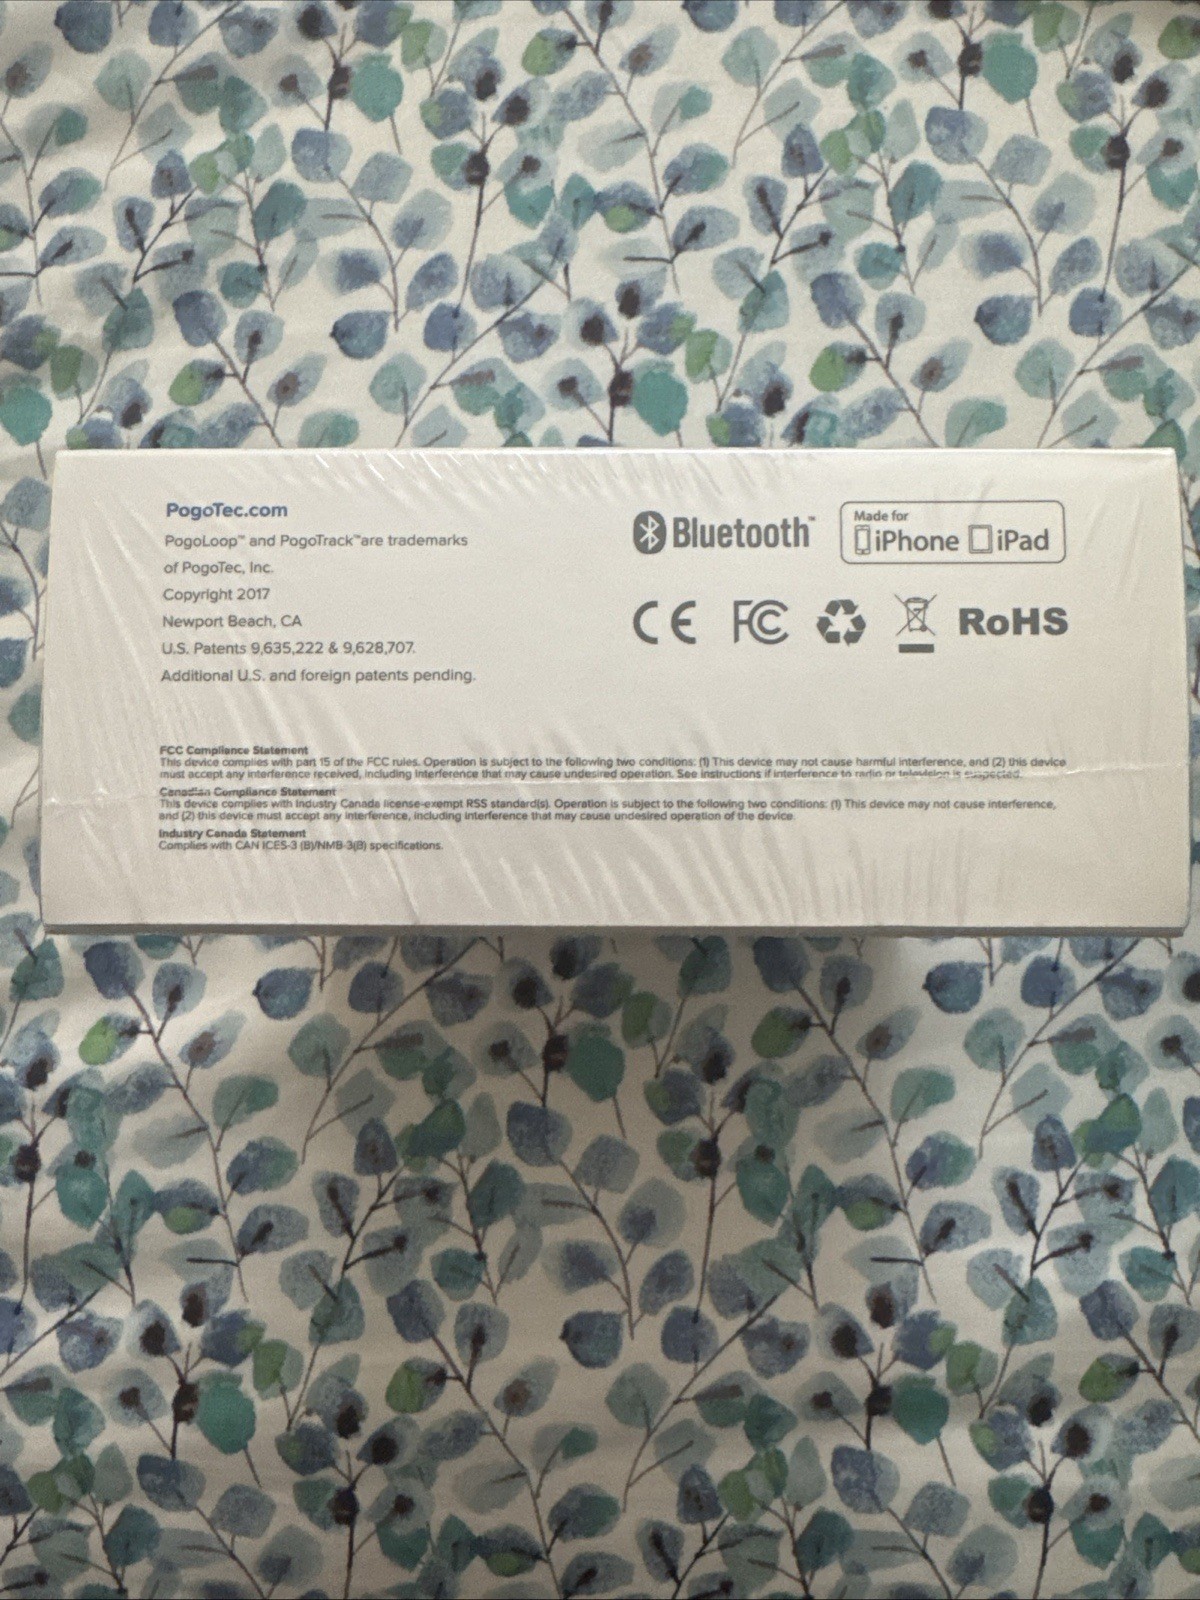 PogoTec.com
PogoLoop™ and PogoTrack™are trademarks
of PogoTec, Inc.
Copyright 2017
Newport Beach, CA
U.S. Patents 9,635,222 & 9,628,707.
Additional U.S. and foreign patents pending.
Bluetooth™
Made for
iPhone iPad
CE FC RoHS
FCC Compliance Statement
This device complies with part 15 of the FCC rules. Operation is subject to the following two conditions: (1) This device may not cause harmful interference, and (2) this device
must accept any interference received, including interference that may cause undesired operation. See instructions if interference to radio or television is suspected.
Canadian Compliance Statement
This device complies with Industry Canada license-exempt RSS standard(s). Operation is subject to the following two conditions: (1) This device may not cause interference,
and (2) this device must accept any interference, including interference that may cause undesired operation of the device.
Industry Canada Statement
Complies with CAN ICES-3 (B)/NMB-3(B) specifications.